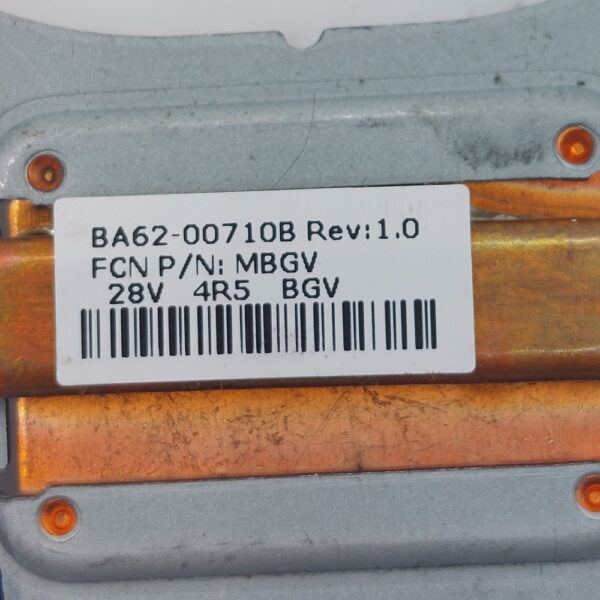 BA62-00710B Rev:1.0
FCN P/N: MBGV
28V 4R5 BGV